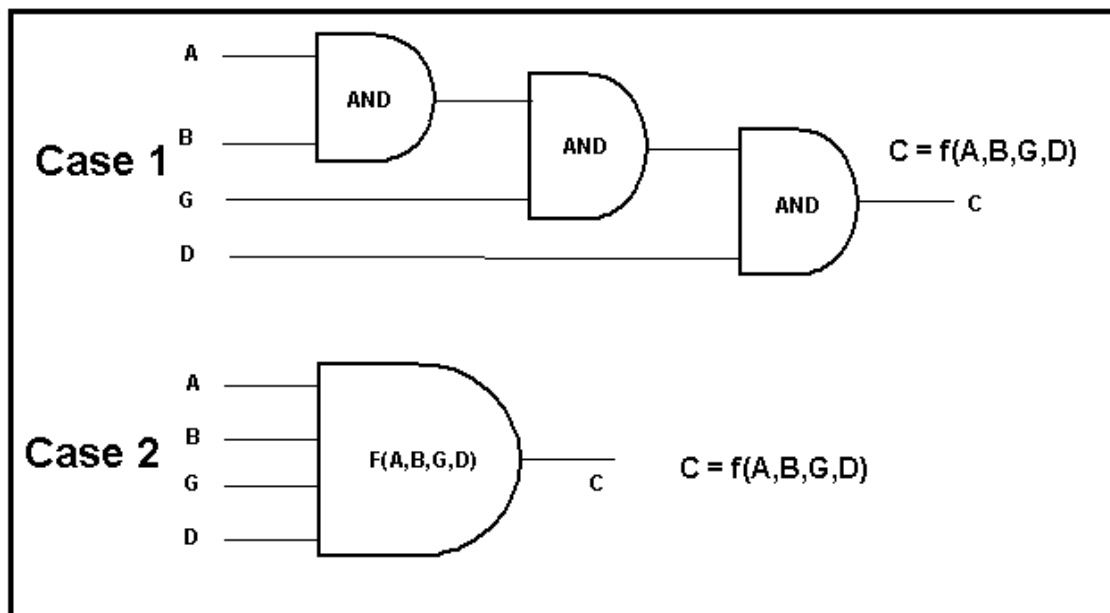 A
AND
B
AND
Case 1
C = f(A,B,G,D)
G
AND
C
D
A
B
Case 2
F(A,B,G,D)
C = f(A,B,G,D)
G
C
D